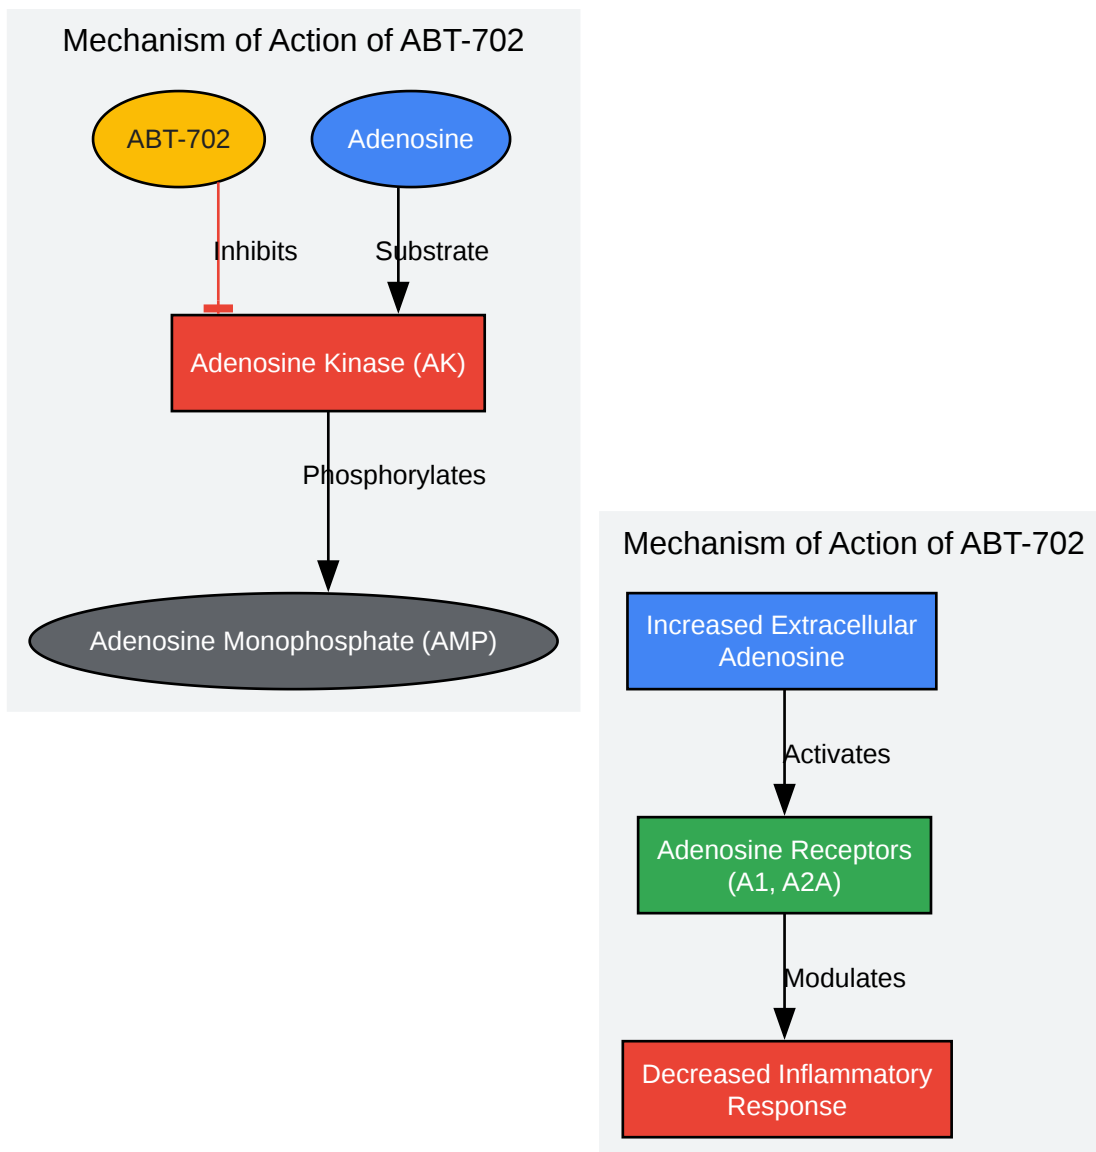 Mechanism of Action of ABT-702
ABT-702
Adenosine
Inhibits
Substrate
Adenosine Kinase (AK)
Phosphorylates
Adenosine Monophosphate (AMP)
Mechanism of Action of ABT-702
Increased Extracellular
Adenosine
Activates
Adenosine Receptors
(A1, A2A)
Modulates
Decreased Inflammatory
Response